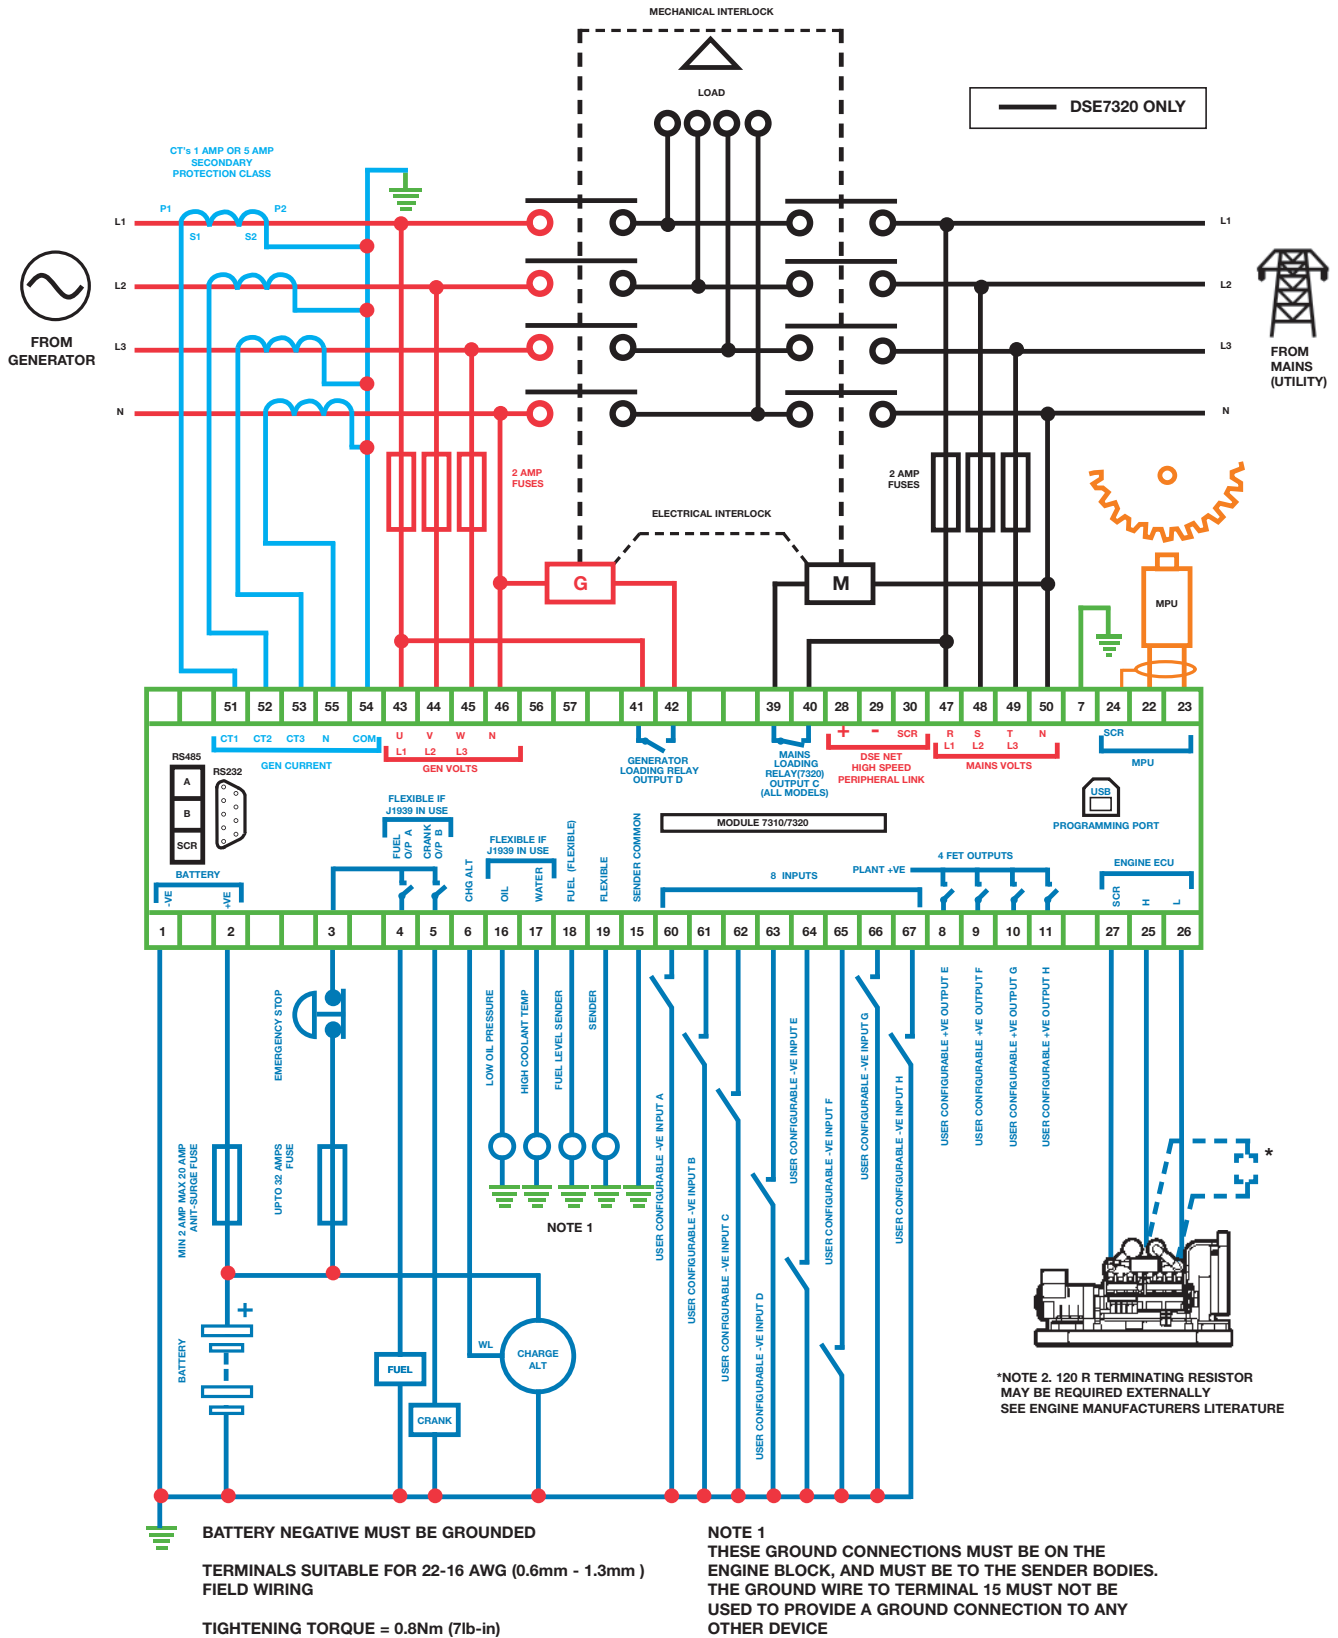 MECHANICAL INTERLOCK
LOAD
DSE7320 ONLY
CT's 1 AMP OR 5 AMP
SECONDARY
PROTECTION CLASS
P1
P2
S1
S2
L1
L2
L3
N
FROM
GENERATOR
L1
L2
L3
N
FROM
MAINS
(UTILITY)
2 AMP
FUSES
2 AMP
FUSES
ELECTRICAL INTERLOCK
G
M
MPU
51 52 53 55 54 43 44 45 46 56 57 41 42 39 40 28 29 30 47 48 49 50 7 24 22 23
CT1 CT2 CT3 N COM
GEN CURRENT
U V W N
L1 L2 L3
GEN VOLTS
GENERATOR
LOADING RELAY
OUTPUT D
MAINS
LOADING
RELAY(7320)
OUTPUT C
(ALL MODELS)
+ - SCR
DSE NET
HIGH SPEED
PERIPHERAL LINK
R S T N
L1 L2 L3
MAINS VOLTS
SCR
MPU
RS485
A
B
SCR
RS232
USB
PROGRAMMING PORT
MODULE 7310/7320
FLEXIBLE IF
J1939 IN USE
FUEL
O/P A
CRANK
O/P B
CHG ALT
FLEXIBLE IF
J1939 IN USE
OIL
WATER
FUEL (FLEXIBLE)
FLEXIBLE
SENDER COMMON
8 INPUTS
PLANT +VE
4 FET OUTPUTS
ENGINE ECU
SCR
H
L
BATTERY
-VE
+VE
1 2 3 4 5 6 16 17 18 19 15 60 61 62 63 64 65 66 67 8 9 10 11 27 25 26
EMERGENCY STOP
MIN 2 AMP MAX 20 AMP
ANIT-SURGE FUSE
UPTO 32 AMPS
FUSE
LOW OIL PRESSURE
HIGH COOLANT TEMP
FUEL LEVEL SENDER
SENDER
NOTE 1
USER CONFIGURABLE -VE INPUT A
USER CONFIGURABLE -VE INPUT B
USER CONFIGURABLE -VE INPUT C
USER CONFIGURABLE -VE INPUT D
USER CONFIGURABLE -VE INPUT E
USER CONFIGURABLE -VE INPUT F
USER CONFIGURABLE -VE INPUT G
USER CONFIGURABLE -VE INPUT H
USER CONFIGURABLE +VE OUTPUT E
USER CONFIGURABLE +VE OUTPUT F
USER CONFIGURABLE +VE OUTPUT G
USER CONFIGURABLE +VE OUTPUT H
*
BATTERY
+
FUEL
CRANK
WL
CHARGE
ALT
*NOTE 2. 120 R TERMINATING RESISTOR
MAY BE REQUIRED EXTERNALLY
SEE ENGINE MANUFACTURERS LITERATURE
BATTERY NEGATIVE MUST BE GROUNDED
TERMINALS SUITABLE FOR 22-16 AWG (0.6mm - 1.3mm )
FIELD WIRING
TIGHTENING TORQUE = 0.8Nm (7lb-in)
NOTE 1
THESE GROUND CONNECTIONS MUST BE ON THE
ENGINE BLOCK, AND MUST BE TO THE SENDER BODIES.
THE GROUND WIRE TO TERMINAL 15 MUST NOT BE
USED TO PROVIDE A GROUND CONNECTION TO ANY
OTHER DEVICE